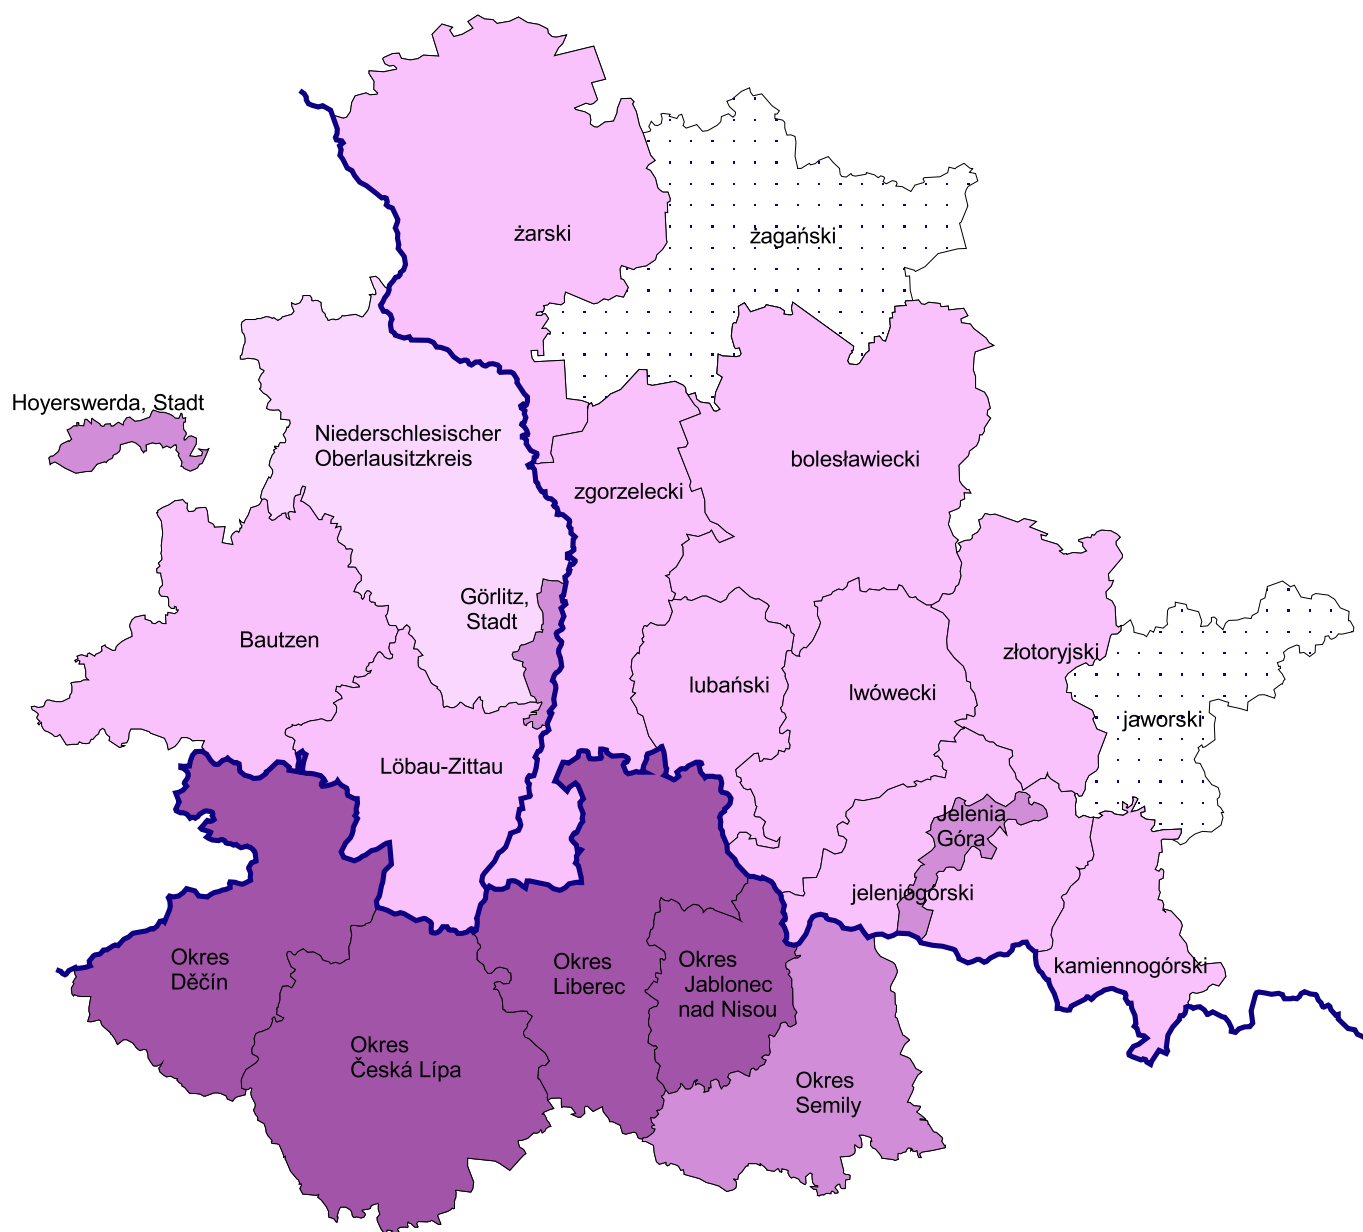 żarski
żagański
Hoyerswerda, Stadt
Niederschlesischer
Oberlausitzkreis
bolesławiecki
zgorzelecki
Görlitz,
Stadt
Bautzen
złotoryjski
lubański
lwówecki
jaworski
Löbau-Zittau
Jelenia
Góra
jeleniogórski
Okres
Děčín
Okres
Liberec
Okres
Jablonec
nad Nisou
kamiennogórski
Okres
Česká Lípa
Okres
Semily